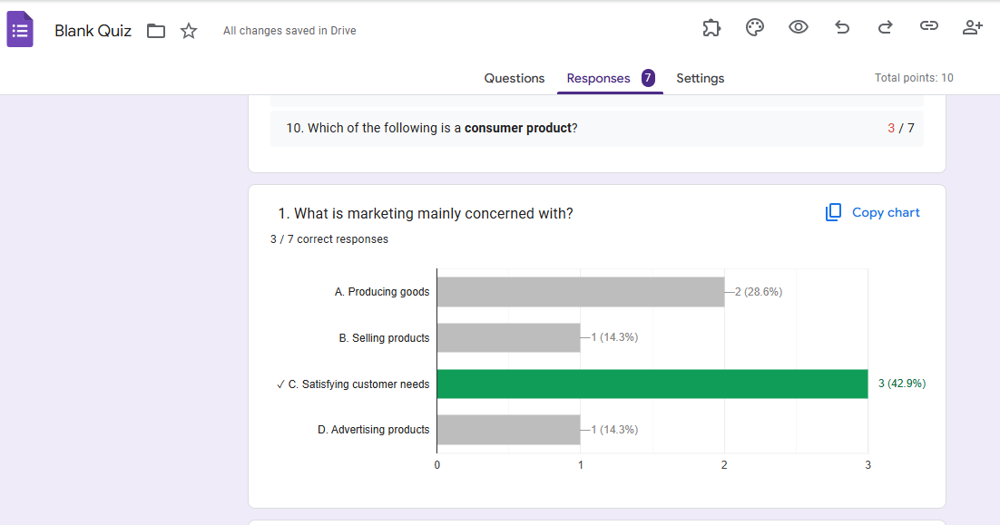 Blank Quiz
All changes saved in Drive
Questions
Responses 7
Settings
Total points: 10
10. Which of the following is a consumer product?
3 / 7
1. What is marketing mainly concerned with?
Copy chart
3 / 7 correct responses
A. Producing goods
2 (28.6%)
B. Selling products
1 (14.3%)
✓ C. Satisfying customer needs
3 (42.9%)
D. Advertising products
1 (14.3%)
0 1 2 3